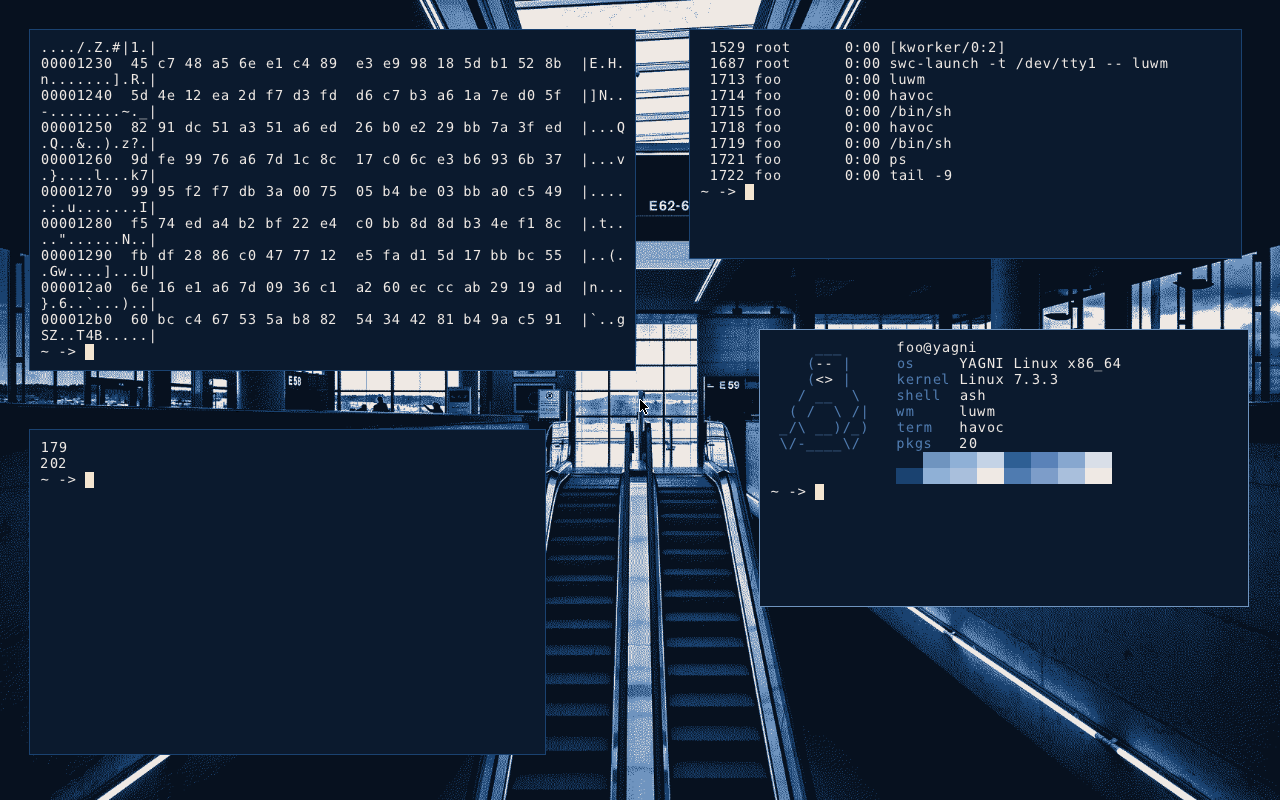 ..../.Z.#|1.|
00001230  45 c7 48 a5 6e e1 c4 89  e3 e9 98 18 5d b1 52 8b  |E.H.
n.......].R.|
00001240  5d 4e 12 ea 2d f7 d3 fd  d6 c7 b3 a6 1a 7e d0 5f  |]N..
-........~._|
00001250  82 91 dc 51 a3 51 a6 ed  26 b0 e2 29 bb 7a 3f ed  |...Q
.Q..&..).z?.|
00001260  9d fe 99 76 a6 7d 1c 8c  17 c0 6c e3 b6 93 6b 37  |...v
.}....l...k7|
00001270  99 95 f2 f7 db 3a 00 75  05 b4 be 03 bb a0 c5 49  |....
.:.u.......I|
00001280  f5 74 ed a4 b2 bf 22 e4  c0 bb 8d 8d b3 4e f1 8c  |.t..
.."......N..|
00001290  fb df 28 86 c0 47 77 12  e5 fa d1 5d 17 bb bc 55  |..(.
.Gw....]...U|
000012a0  6e 16 e1 a6 7d 09 36 c1  a2 60 ec cc ab 29 19 ad  |n...
}.6..`...)..|
000012b0  60 bc c4 67 53 5a b8 82  54 34 42 81 b4 9a c5 91  |`..g
SZ..T4B.....|
~ ->
1529 root      0:00 [kworker/0:2]
1687 root      0:00 swc-launch -t /dev/tty1 -- luwm
1713 foo       0:00 luwm
1714 foo       0:00 havoc
1715 foo       0:00 /bin/sh
1718 foo       0:00 havoc
1719 foo       0:00 /bin/sh
1721 foo       0:00 ps
1722 foo       0:00 tail -9
~ ->
E62-6
E58
← E59
179
202
~ ->
foo@yagni
os     YAGNI Linux x86_64
kernel Linux 7.3.3
shell  ash
wm     luwm
term   havoc
pkgs   20
~ ->